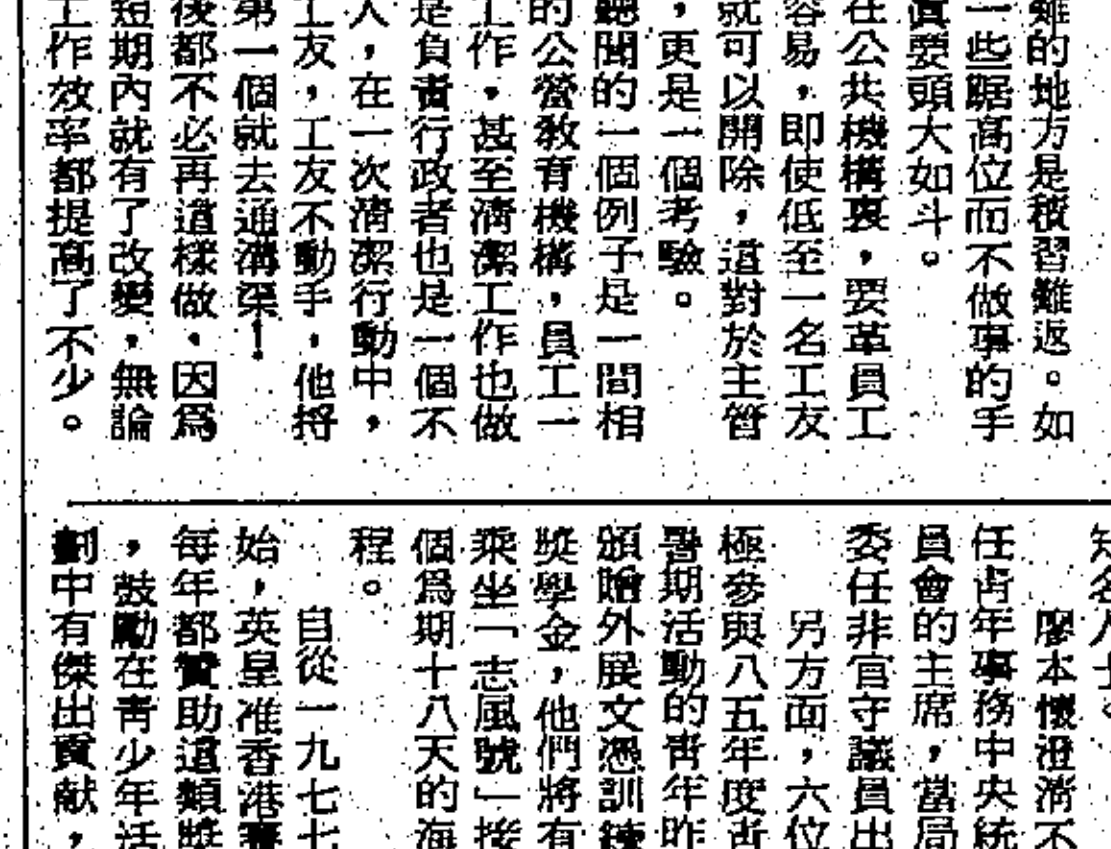 難的地方是積習難返。如
一些踞高位而不做事的手
眞要頭大如斗。
在公共機構裏，要革員工
容易，即使低至一名工友
就可以開除，這對於主管
，更是一個考驗。
聽聞的一個例子是一間相
的公營教育機構，員工一
工作，甚至清潔工作也做
是負責行政者也是一個不
人，在一次清潔行動中，
工友，工友不動手，他捋
第一個就去通溝渠！
後都不必再這樣做，因爲
短期內就有了改變，無論
工作效率都提高了不少。
知名人士。
廖本懷澄清不
任青年事務中央統
員會的主席，當局
委任非官守議員出
另方面，六位
極參與八五年度青
暑期活動的青年昨
頒贈外展文憑訓練
獎學金，他們將有
乘坐「志風號」接
個爲期十八天的海
程。
自從一九七七
始，英皇准香港賽
每年都贊助這類獎
，鼓勵在青少年活
劃中有傑出貢献，